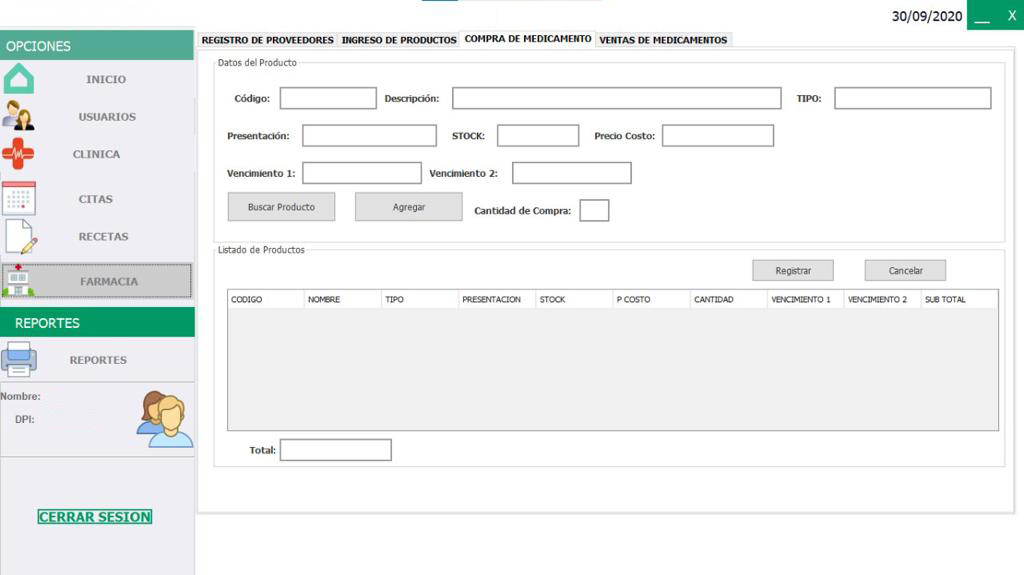 30/09/2020 __ X
OPCIONES
INICIO
USUARIOS
CLINICA
CITAS
RECETAS
FARMACIA
REPORTES
REPORTES
Nombre:
DPI:
CERRAR SESION
REGISTRO DE PROVEEDORES INGRESO DE PRODUCTOS COMPRA DE MEDICAMENTO VENTAS DE MEDICAMENTOS
Datos del Producto
Código: Descripción: TIPO:
Presentación: STOCK: Precio Costo:
Vencimiento 1: Vencimiento 2:
Buscar Producto Agregar Cantidad de Compra:
Listado de Productos
Registrar Cancelar
CODIGO NOMBRE TIPO PRESENTACION STOCK P COSTO CANTIDAD VENCIMIENTO 1 VENCIMIENTO 2 SUB TOTAL
Total: